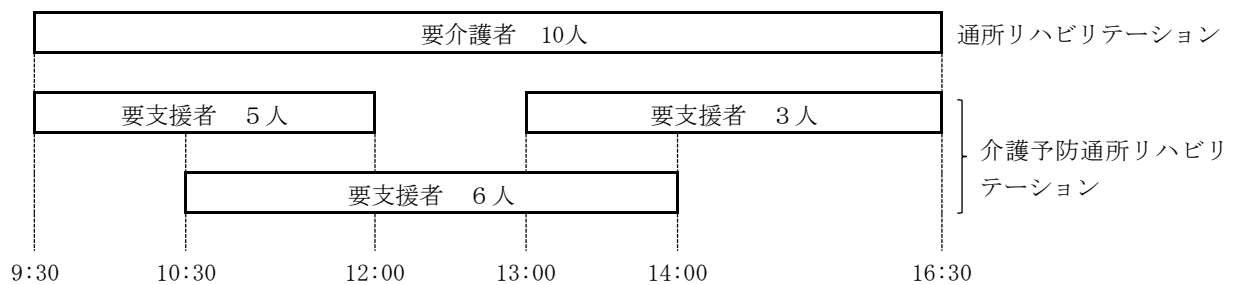 要介護者　10人
通所リハビリテーション
要支援者　５人
要支援者　３人
要支援者　６人
介護予防通所リハビリ
テーション
9:30
10:30
12:00
13:00
14:00
16:30